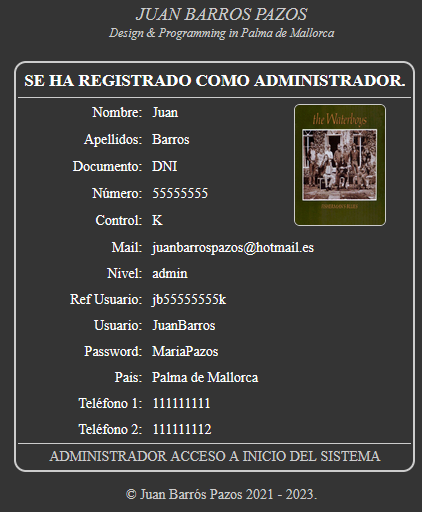 JUAN BARROS PAZOS
Design & Programming in Palma de Mallorca
SE HA REGISTRADO COMO ADMINISTRADOR.
Nombre: Juan
the Waterboys
Apellidos: Barros
Documento: DNI
Número: 55555555
FISHERMAN'S BLUES
Control: K
Mail: juanbarrospazos@hotmail.es
Nivel: admin
Ref Usuario: jb55555555k
Usuario: JuanBarros
Password: MariaPazos
Pais: Palma de Mallorca
Teléfono 1: 111111111
Teléfono 2: 111111112
ADMINISTRADOR ACCESO A INICIO DEL SISTEMA
© Juan Barrós Pazos 2021 - 2023.